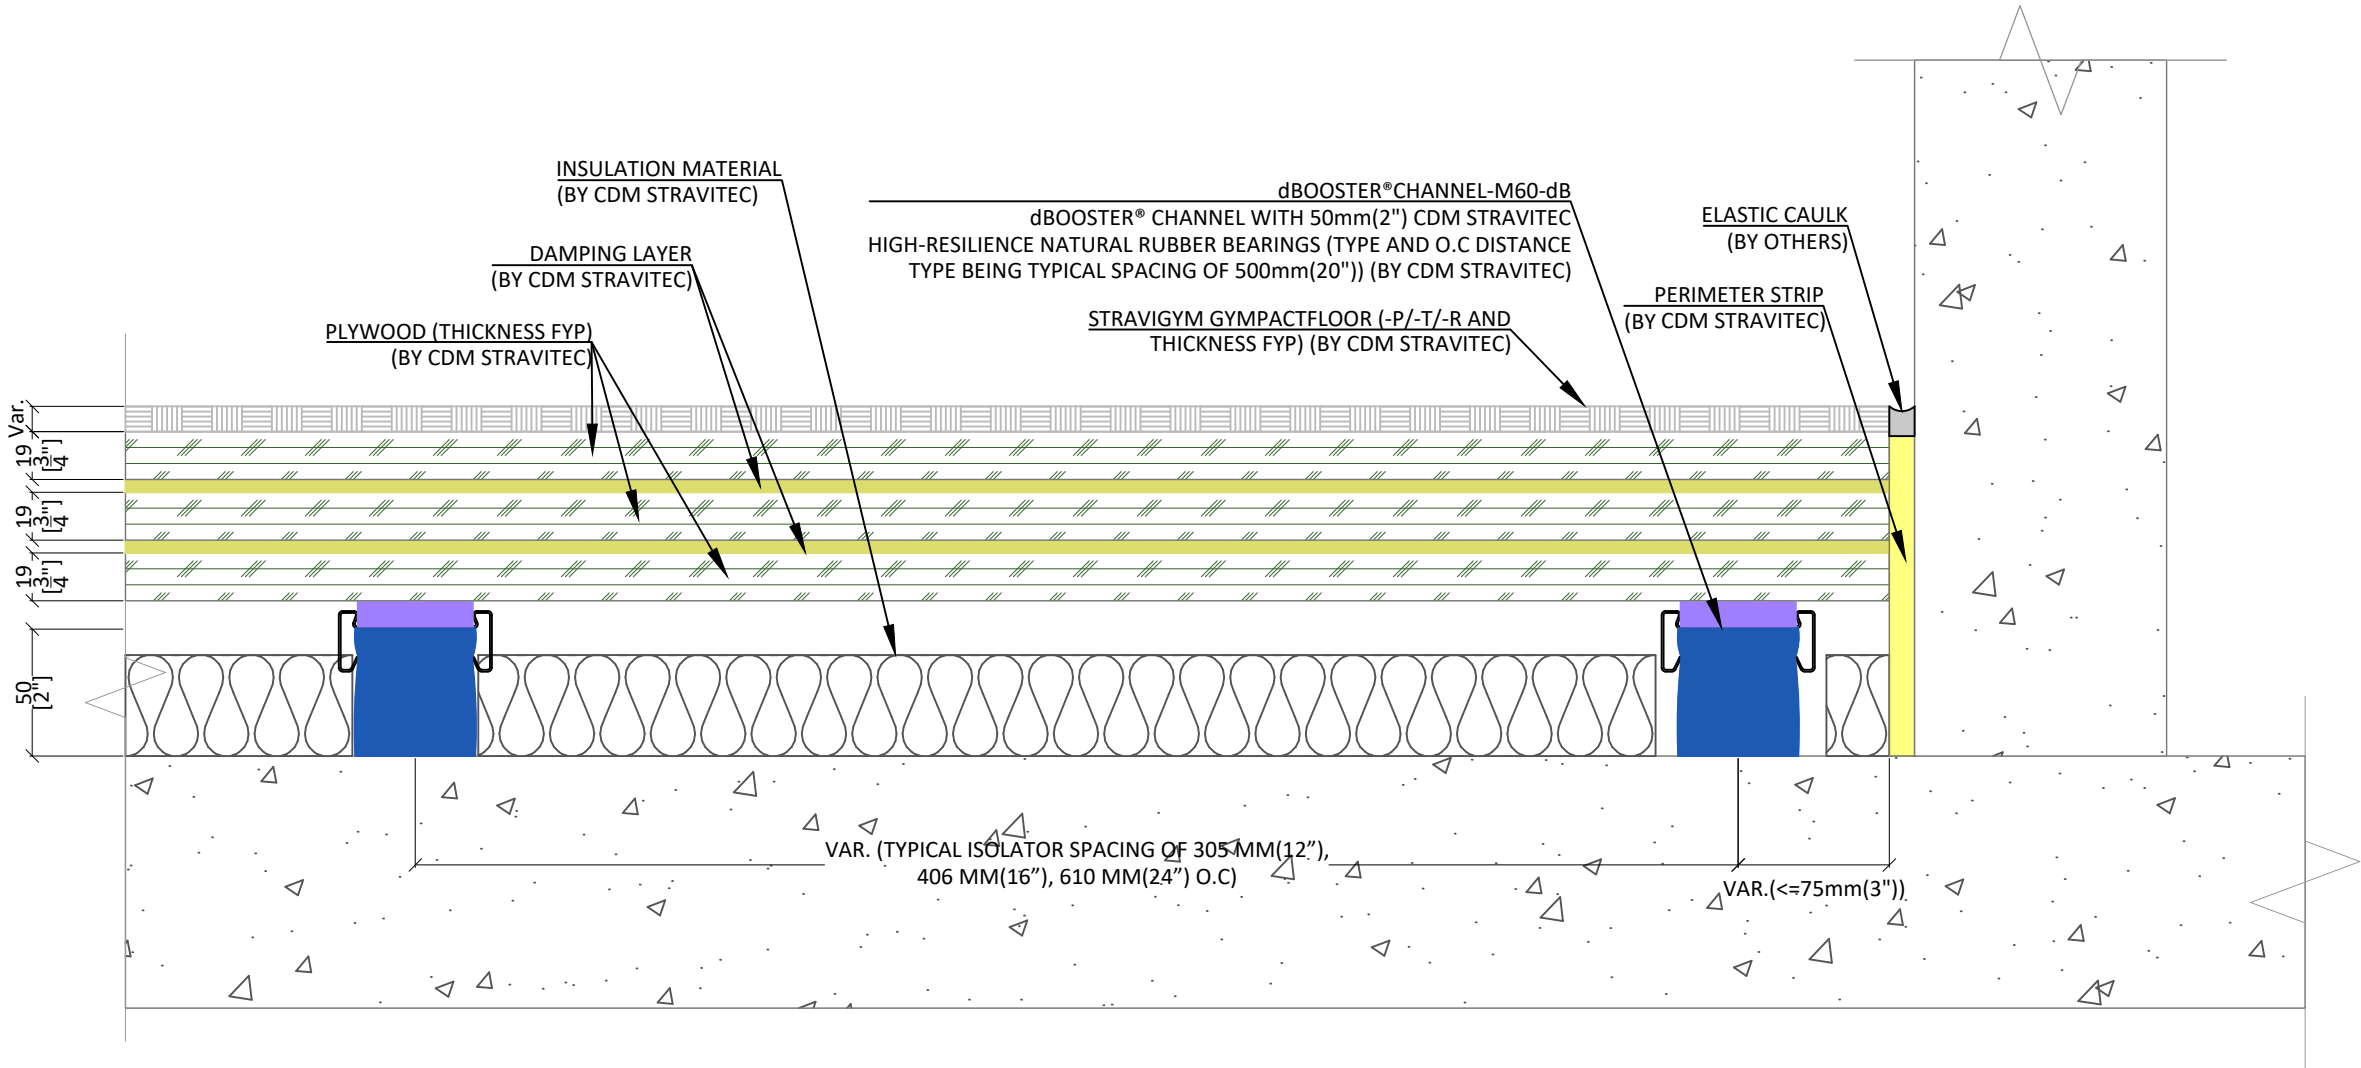 INSULATION MATERIAL
(BY CDM STRAVITEC)
dBOOSTER®CHANNEL-M60-dB
dBOOSTER® CHANNEL WITH 50mm(2") CDM STRAVITEC
HIGH-RESILIENCE NATURAL RUBBER BEARINGS (TYPE AND O.C DISTANCE
TYPE BEING TYPICAL SPACING OF 500mm(20")) (BY CDM STRAVITEC)
ELASTIC CAULK
(BY OTHERS)
DAMPING LAYER
(BY CDM STRAVITEC)
PERIMETER STRIP
(BY CDM STRAVITEC)
STRAVIGYM GYMPACTFLOOR (-P/-T/-R AND
THICKNESS FYP) (BY CDM STRAVITEC)
PLYWOOD (THICKNESS FYP)
(BY CDM STRAVITEC)
Var.
19
[3/4"]
19
[3/4"]
19
[3/4"]
50
[2"]
VAR. (TYPICAL ISOLATOR SPACING OF 305 MM(12”),
406 MM(16”), 610 MM(24”) O.C)
VAR.(<=75mm(3"))